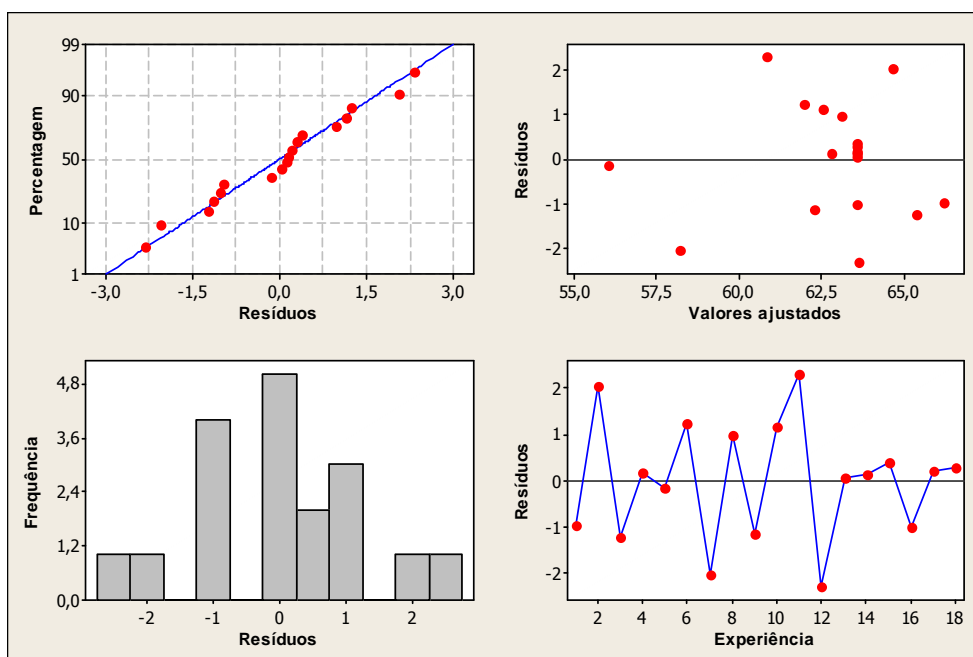 99
90
50
10
1
Percentagem
-3,0 -1,5 0,0 1,5 3,0
Resíduos
2
1
0
-1
-2
Resíduos
55,0 57,5 60,0 62,5 65,0
Valores ajustados
4,8
3,6
2,4
1,2
0,0
Frequência
-2 -1 0 1 2
Resíduos
2
1
0
-1
-2
Resíduos
2 4 6 8 10 12 14 16 18
Experiência